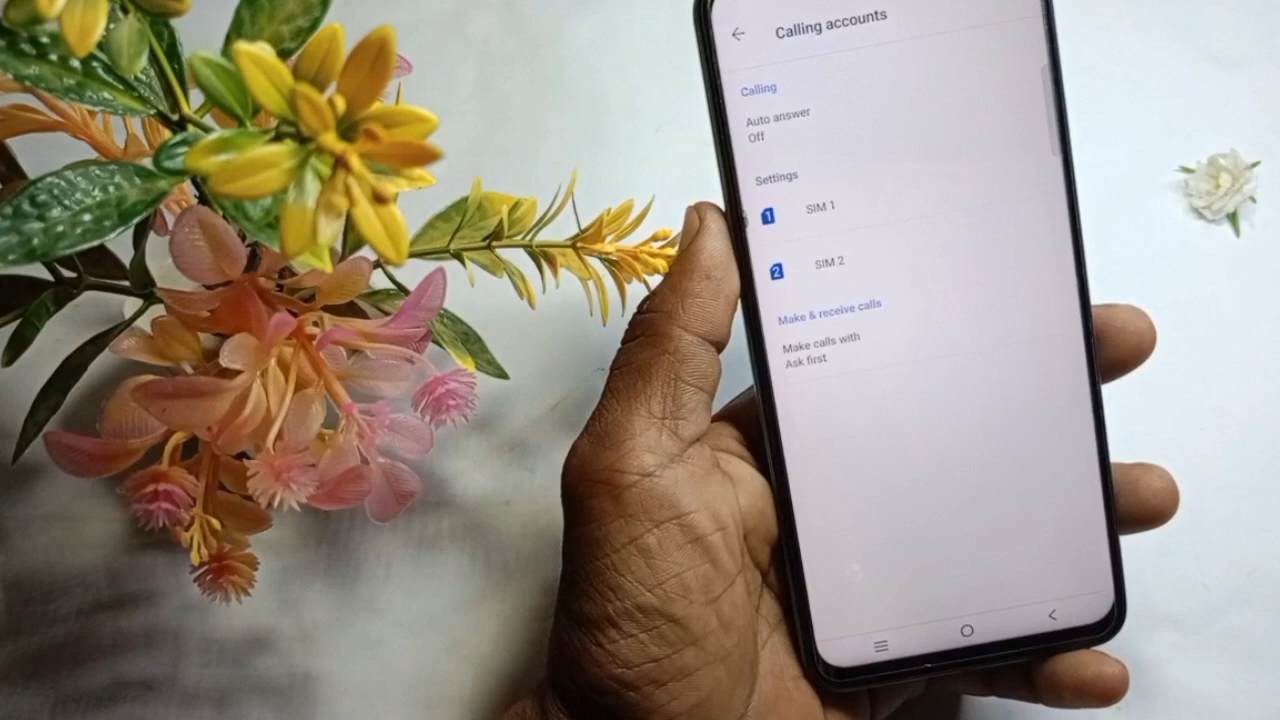 Calling accounts
Calling
Auto answer
Off
Settings
1 SIM 1
2 SIM 2
Make & receive calls
Make calls with
Ask first